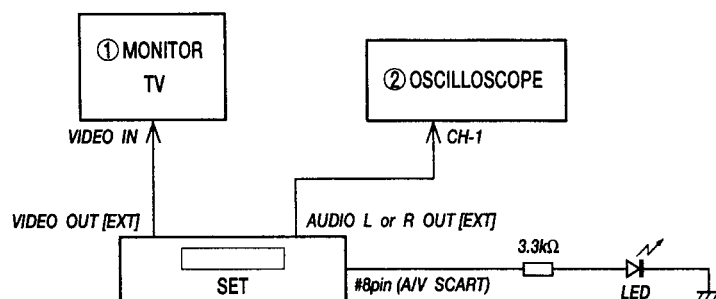 ① MONITOR
TV
② OSCILLOSCOPE
VIDEO IN
CH-1
VIDEO OUT [EXT]
AUDIO L or R OUT [EXT]
3.3kΩ
SET
#8pin (A/V SCART)
LED